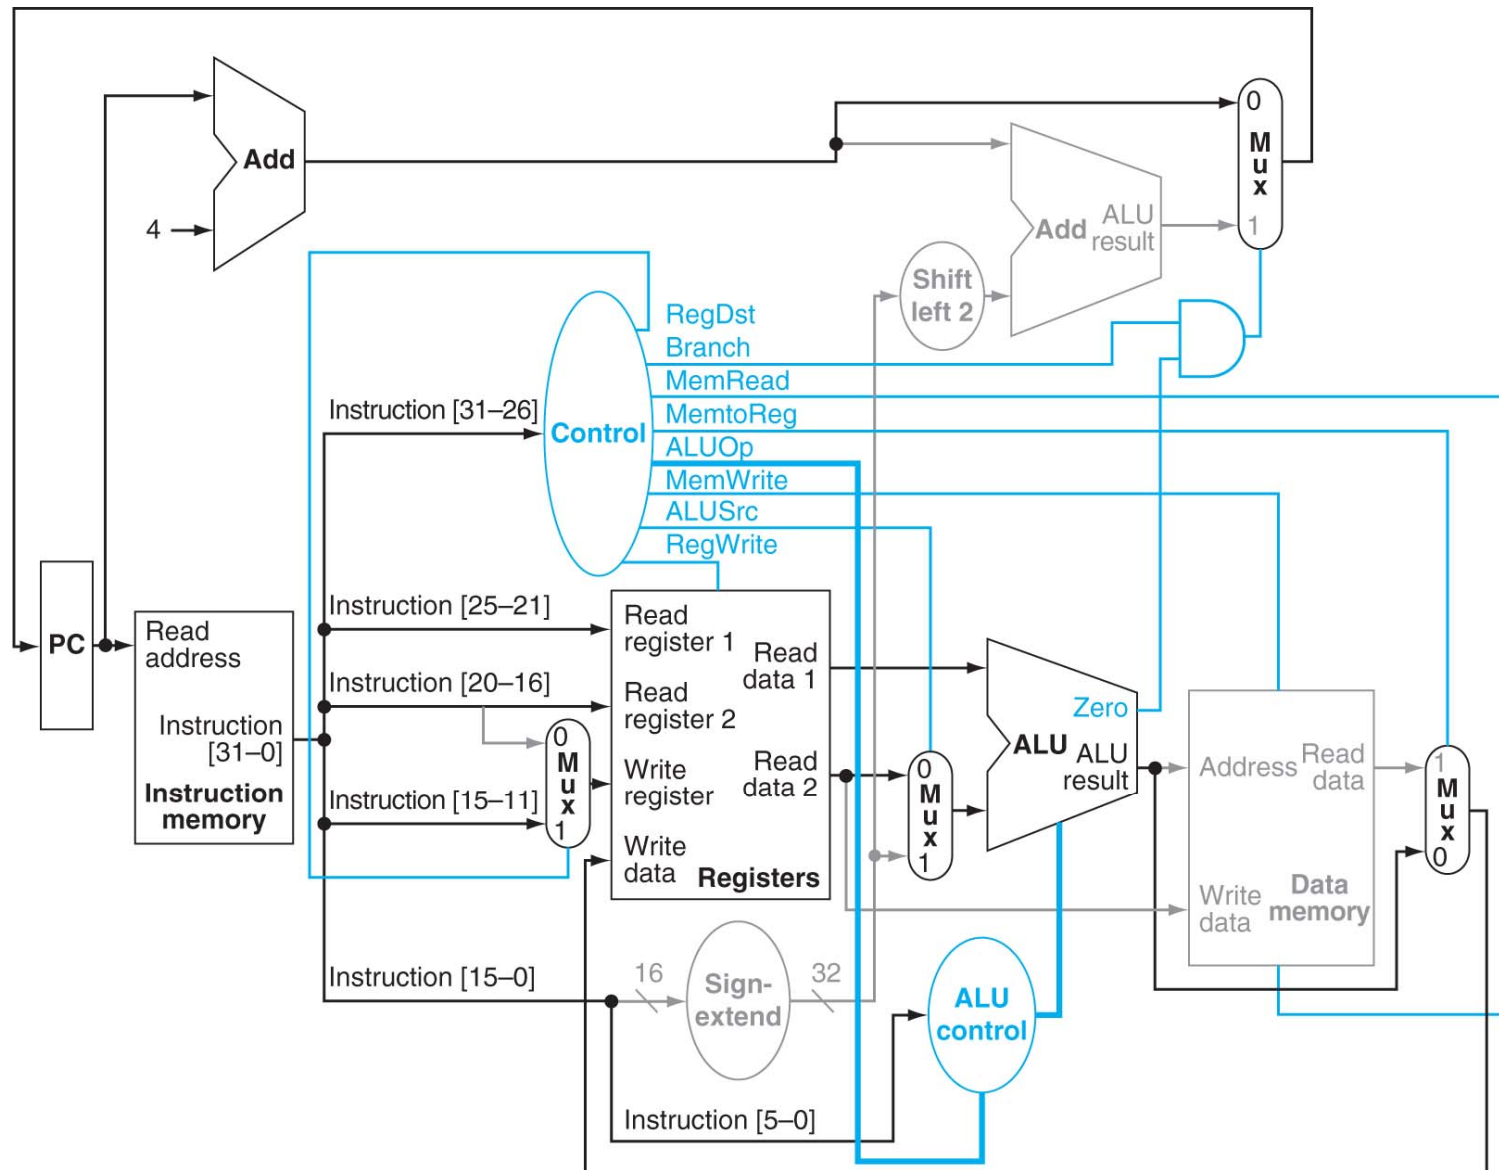 0
M
u
x
1
Add
4
Add
ALU
result
Shift
left 2
RegDst
Branch
MemRead
MemtoReg
ALUOp
MemWrite
ALUSrc
RegWrite
Instruction [31–26]
Control
PC
Read
address
Instruction
[31–0]
Instruction
memory
Instruction [25–21]
Instruction [20–16]
Instruction [15–11]
0
M
u
x
1
Read
register 1
Read
register 2
Write
register
Write
data
Read
data 1
Read
data 2
Registers
0
M
u
x
1
Zero
ALU
ALU
result
Address
Read
data
Write
data
Data
memory
1
M
u
x
0
Instruction [15–0]
16
Sign-
extend
32
ALU
control
Instruction [5–0]